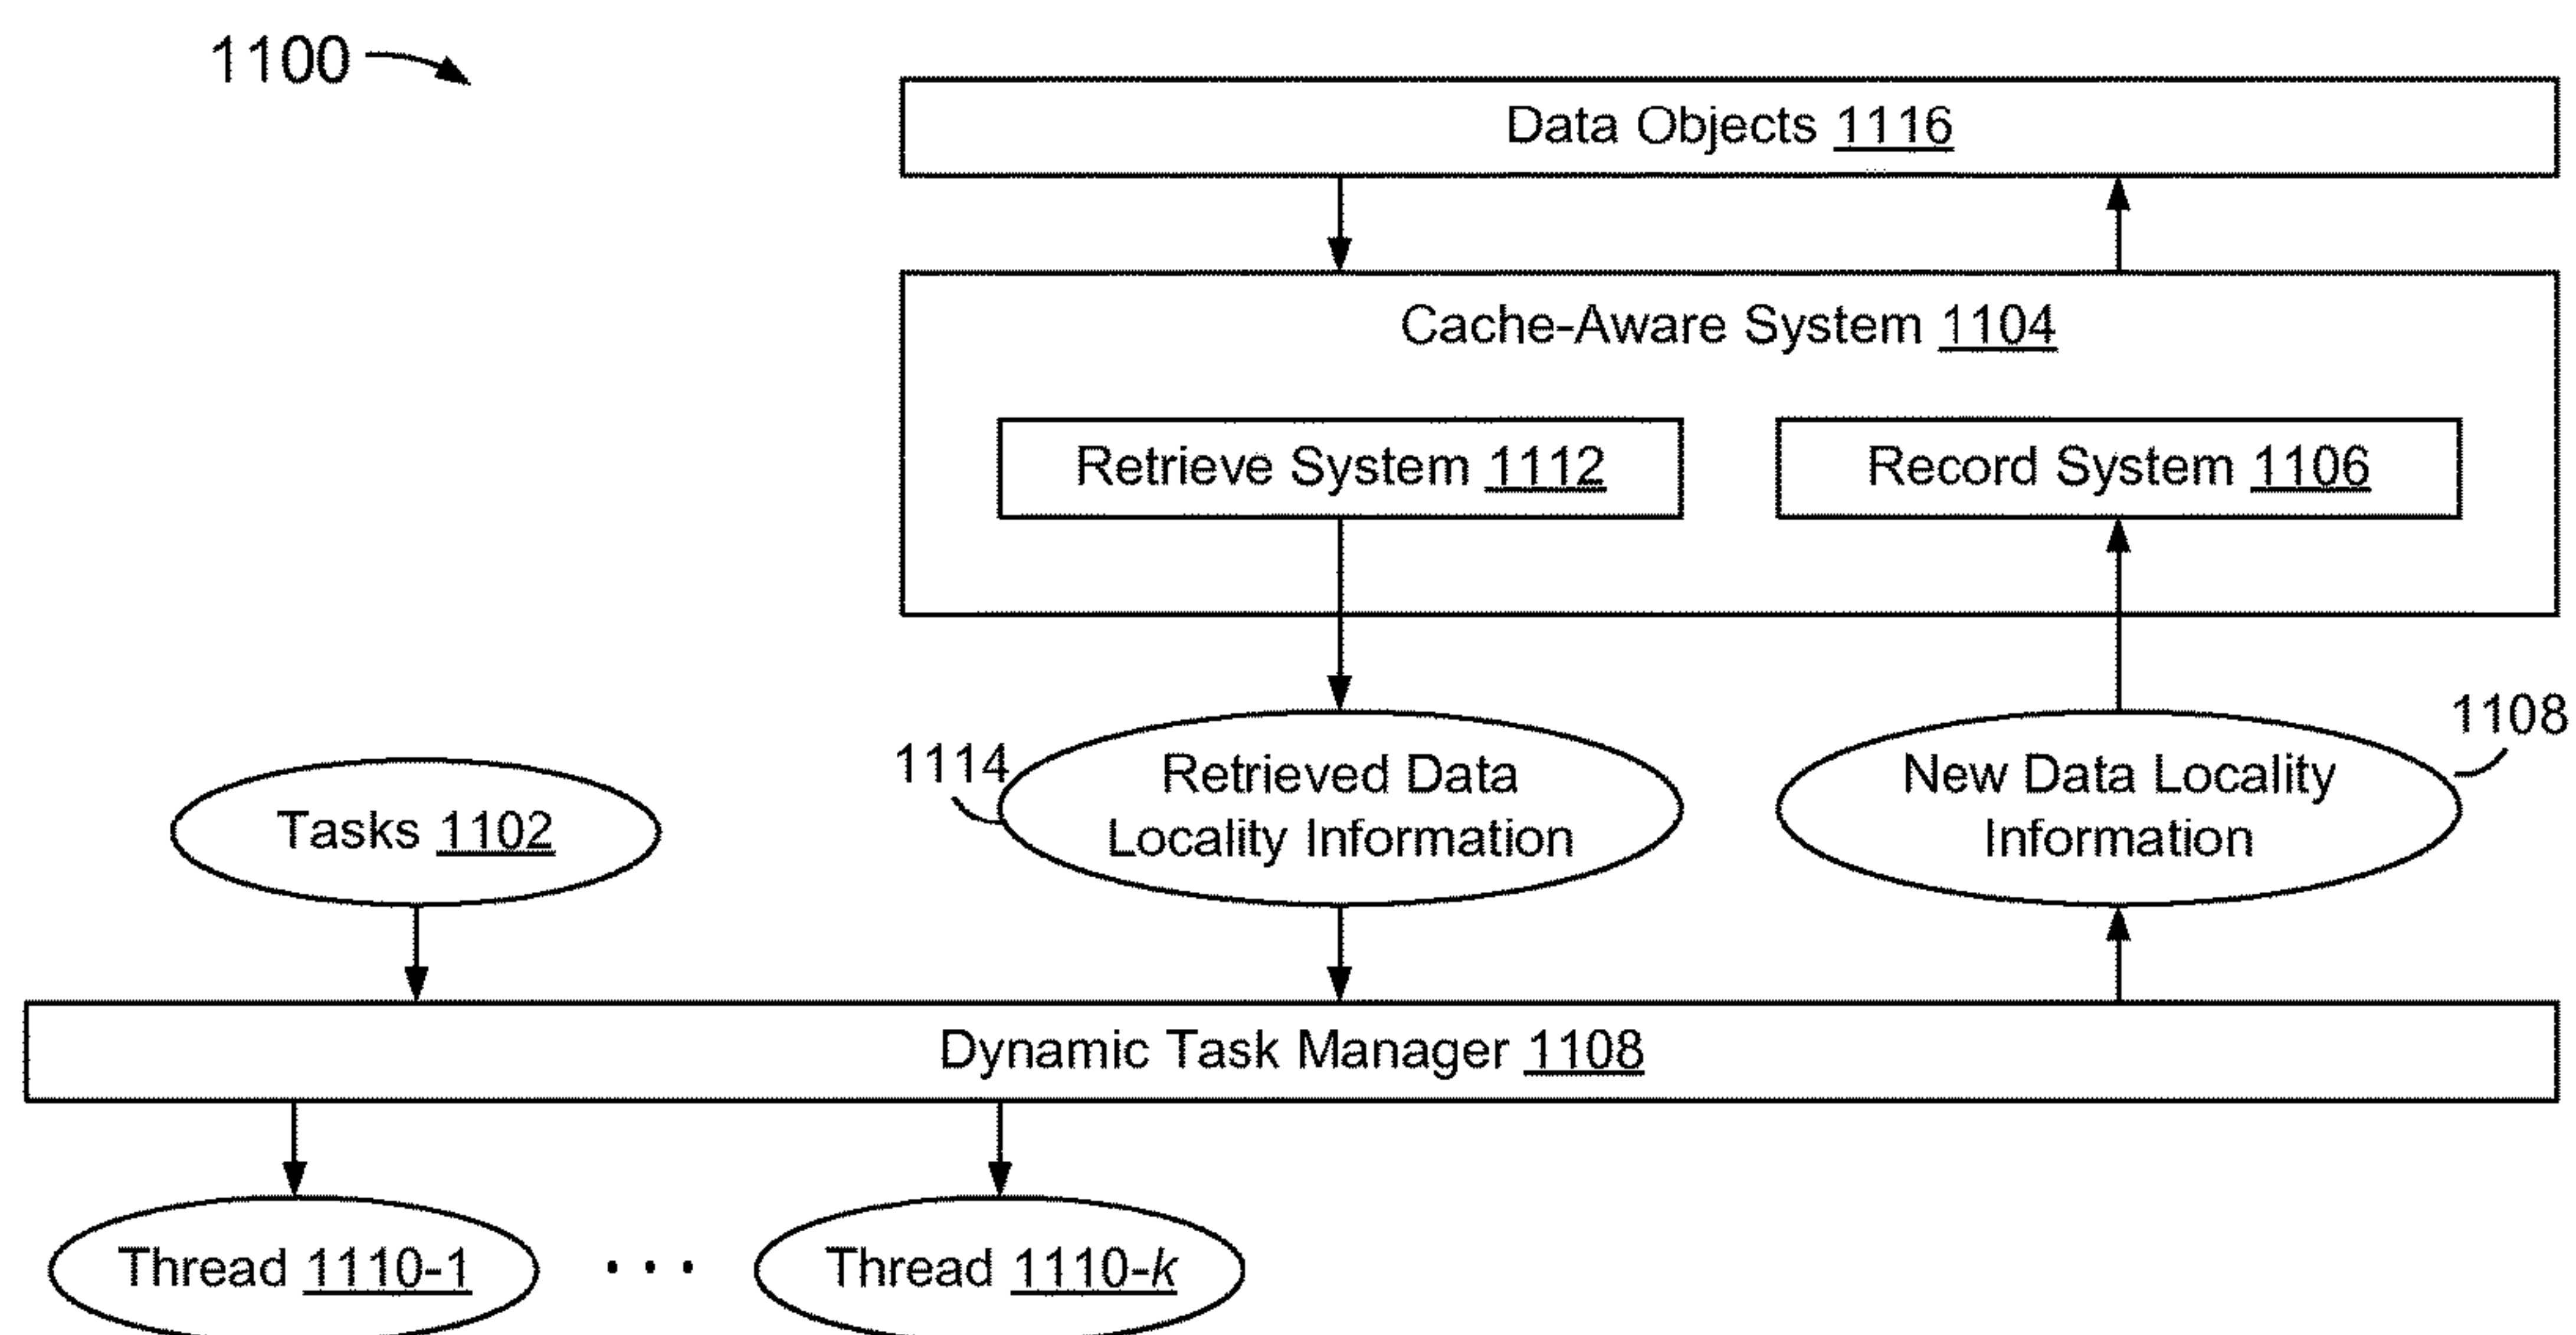 1100
Data Objects 1116
Cache-Aware System 1104
Retrieve System 1112
Record System 1106
1108
1114
Retrieved Data
Locality Information
New Data Locality
Information
Tasks 1102
Dynamic Task Manager 1108
Thread 1110-1
...
Thread 1110-k